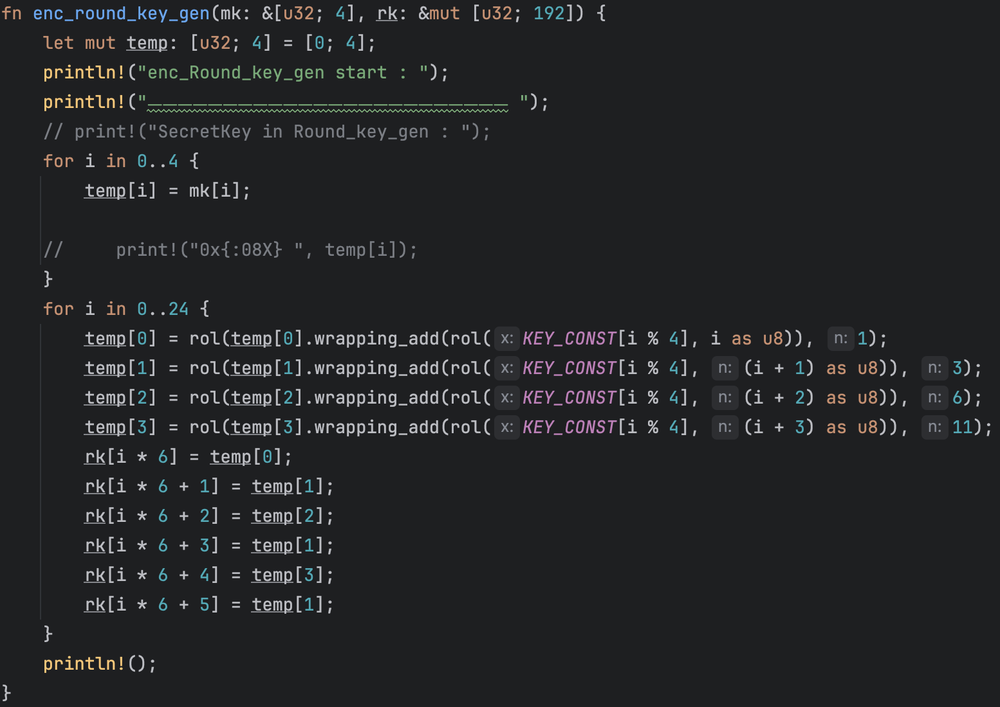 fn enc_round_key_gen(mk: &[u32; 4], rk: &mut [u32; 192]) {
    let mut temp: [u32; 4] = [0; 4];
    println!("enc_Round_key_gen start : ");
    println!("________________________ ");
    // print!("SecretKey in Round_key_gen : ");
    for i in 0..4 {
        temp[i] = mk[i];

    //     print!("0x{:08X} ", temp[i]);
    }
    for i in 0..24 {
        temp[0] = rol(temp[0].wrapping_add(rol( x: KEY_CONST[i % 4], i as u8)), n: 1);
        temp[1] = rol(temp[1].wrapping_add(rol( x: KEY_CONST[i % 4], n: (i + 1) as u8)), n: 3);
        temp[2] = rol(temp[2].wrapping_add(rol( x: KEY_CONST[i % 4], n: (i + 2) as u8)), n: 6);
        temp[3] = rol(temp[3].wrapping_add(rol( x: KEY_CONST[i % 4], n: (i + 3) as u8)), n: 11);
        rk[i * 6] = temp[0];
        rk[i * 6 + 1] = temp[1];
        rk[i * 6 + 2] = temp[2];
        rk[i * 6 + 3] = temp[1];
        rk[i * 6 + 4] = temp[3];
        rk[i * 6 + 5] = temp[1];
    }
    println!();
}